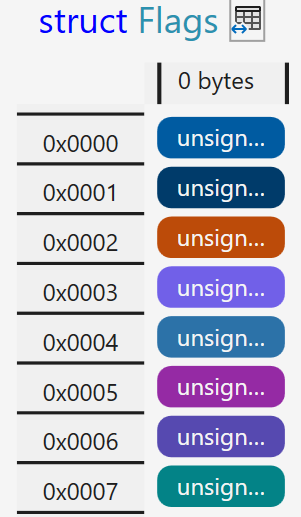 struct Flags
0 bytes
0x0000 unsign...
0x0001 unsign...
0x0002 unsign...
0x0003 unsign...
0x0004 unsign...
0x0005 unsign...
0x0006 unsign...
0x0007 unsign...